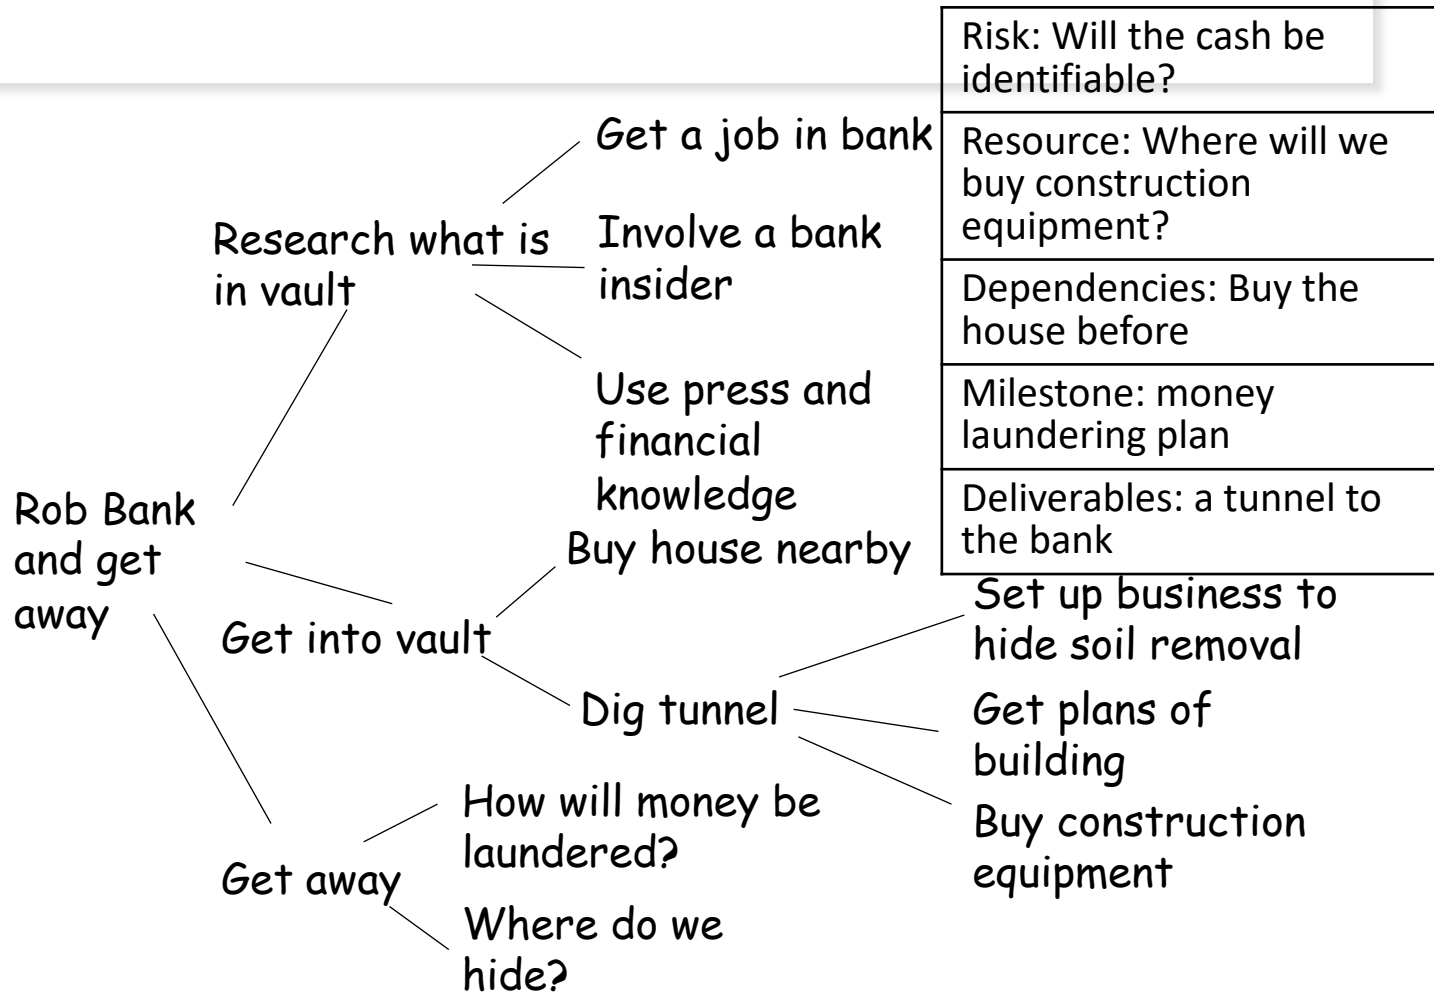 Risk: Will the cash be
identifiable?
Resource: Where will we
buy construction
equipment?
Dependencies: Buy the
house before
Milestone: money
laundering plan
Deliverables: a tunnel to
the bank
Rob Bank
and get
away
Research what is
in vault
Get a job in bank
Involve a bank
insider
Use press and
financial
knowledge
Get into vault
Buy house nearby
Dig tunnel
Set up business to
hide soil removal
Get plans of
building
Buy construction
equipment
Get away
How will money be
laundered?
Where do we
hide?